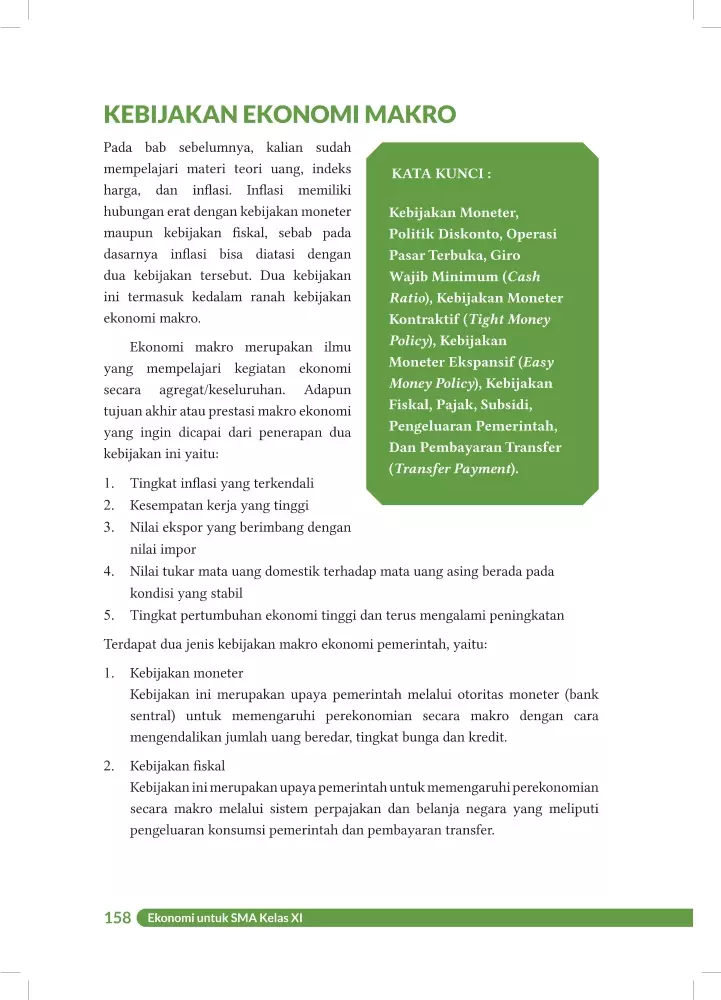 KEBIJAKAN EKONOMI MAKRO
Pada bab sebelumnya, kalian sudah
mempelajari materi teori uang, indeks
harga, dan inflasi. Inflasi memiliki
hubungan erat dengan kebijakan moneter
maupun kebijakan fiskal, sebab pada
dasarnya inflasi bisa diatasi dengan
dua kebijakan tersebut. Dua kebijakan
ini termasuk kedalam ranah kebijakan
ekonomi makro.
Ekonomi makro merupakan ilmu
yang mempelajari kegiatan ekonomi
secara agregat/keseluruhan. Adapun
tujuan akhir atau prestasi makro ekonomi
yang ingin dicapai dari penerapan dua
kebijakan ini yaitu:
KATA KUNCI :
Kebijakan Moneter,
Politik Diskonto, Operasi
Pasar Terbuka, Giro
Wajib Minimum (Cash
Ratio), Kebijakan Moneter
Kontraktif (Tight Money
Policy), Kebijakan
Moneter Ekspansif (Easy
Money Policy), Kebijakan
Fiskal, Pajak, Subsidi,
Pengeluaran Pemerintah,
Dan Pembayaran Transfer
(Transfer Payment).
1. Tingkat inflasi yang terkendali
2. Kesempatan kerja yang tinggi
3. Nilai ekspor yang berimbang dengan
nilai impor
4. Nilai tukar mata uang domestik terhadap mata uang asing berada pada
kondisi yang stabil
5. Tingkat pertumbuhan ekonomi tinggi dan terus mengalami peningkatan
Terdapat dua jenis kebijakan makro ekonomi pemerintah, yaitu:
1. Kebijakan moneter
Kebijakan ini merupakan upaya pemerintah melalui otoritas moneter (bank
sentral) untuk memengaruhi perekonomian secara makro dengan cara
mengendalikan jumlah uang beredar, tingkat bunga dan kredit.
2. Kebijakan fiskal
Kebijakan ini merupakan upaya pemerintah untuk memengaruhi perekonomian
secara makro melalui sistem perpajakan dan belanja negara yang meliputi
pengeluaran konsumsi pemerintah dan pembayaran transfer.
158 Ekonomi untuk SMA Kelas XI